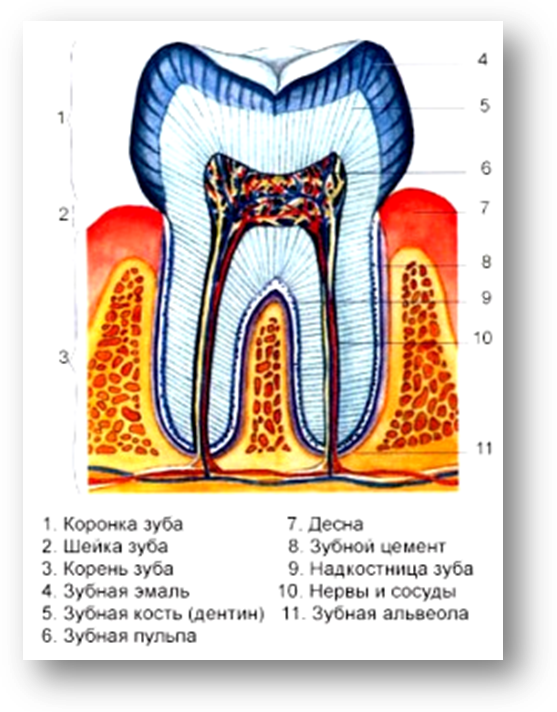 1
2
3
4
5
6
7
8
9
10
11
1. Коронка зуба
2. Шейка зуба
3. Корень зуба
4. Зубная эмаль
5. Зубная кость (дентин)
6. Зубная пульпа
7. Десна
8. Зубной цемент
9. Надкостница зуба
10. Нервы и сосуды
11. Зубная альвеола